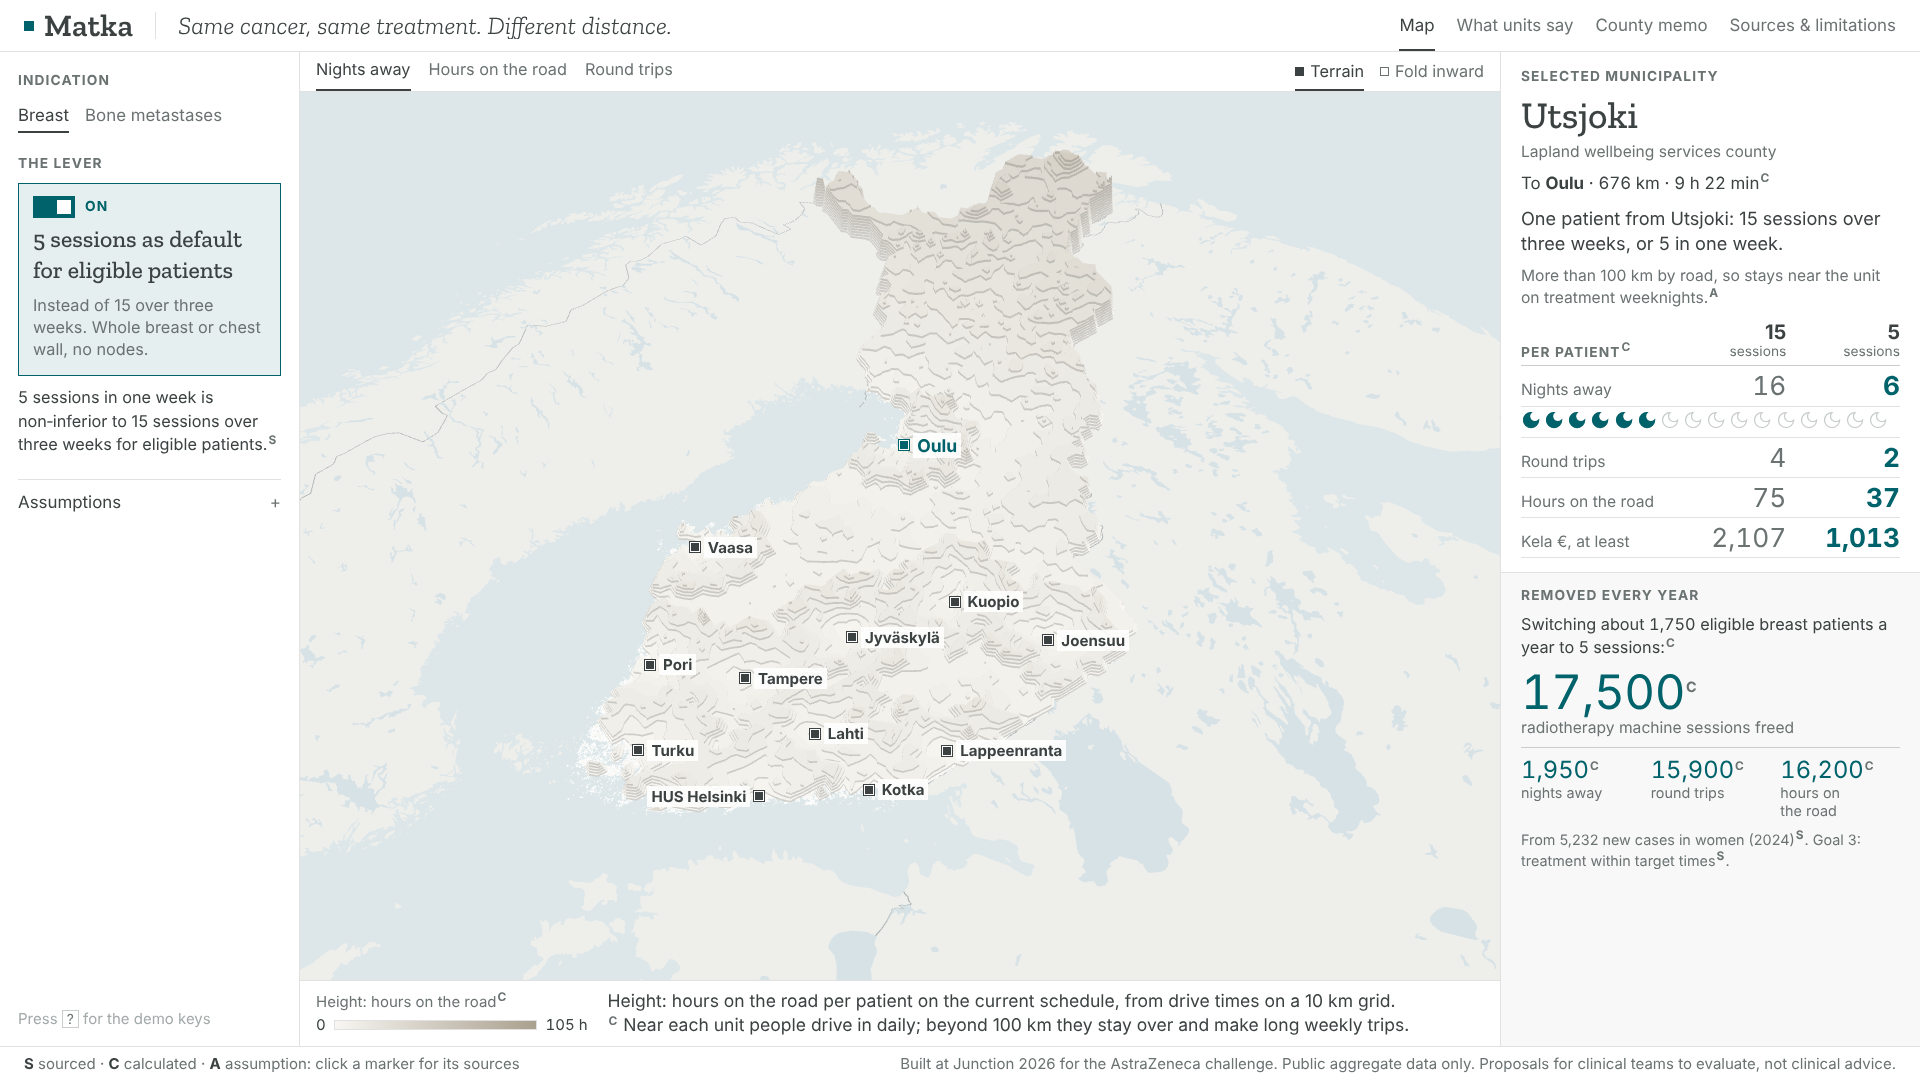 Matka
Same cancer, same treatment. Different distance.
Map
What units say
County memo
Sources & limitations
INDICATION
Breast
Bone metastases
THE LEVER
ON
5 sessions as default
for eligible patients
Instead of 15 over three
weeks. Whole breast or chest
wall, no nodes.
5 sessions in one week is
non-inferior to 15 sessions over
three weeks for eligible patients.S
Assumptions +
Press ? for the demo keys
Nights away
Hours on the road
Round trips
Terrain
Fold inward
Oulu
Vaasa
Kuopio
Jyväskylä
Joensuu
Pori
Tampere
Lahti
Turku
Lappeenranta
HUS Helsinki
Kotka
Height: hours on the roadC
0 105 h
Height: hours on the road per patient on the current schedule, from drive times on a 10 km grid.
C Near each unit people drive in daily; beyond 100 km they stay over and make long weekly trips.
SELECTED MUNICIPALITY
Utsjoki
Lapland wellbeing services county
To Oulu · 676 km · 9 h 22 minC
One patient from Utsjoki: 15 sessions over
three weeks, or 5 in one week.
More than 100 km by road, so stays near the unit
on treatment weeknights.A
15 5
PER PATIENTC sessions sessions
Nights away 16 6
Round trips 4 2
Hours on the road 75 37
Kela €, at least 2,107 1,013
REMOVED EVERY YEAR
Switching about 1,750 eligible breast patients a
year to 5 sessions:C
17,500C
radiotherapy machine sessions freed
1,950C 15,900C 16,200C
nights away round trips hours on
the road
From 5,232 new cases in women (2024)S. Goal 3:
treatment within target timesS.
S sourced · C calculated · A assumption: click a marker for its sources
Built at Junction 2026 for the AstraZeneca challenge. Public aggregate data only. Proposals for clinical teams to evaluate, not clinical advice.